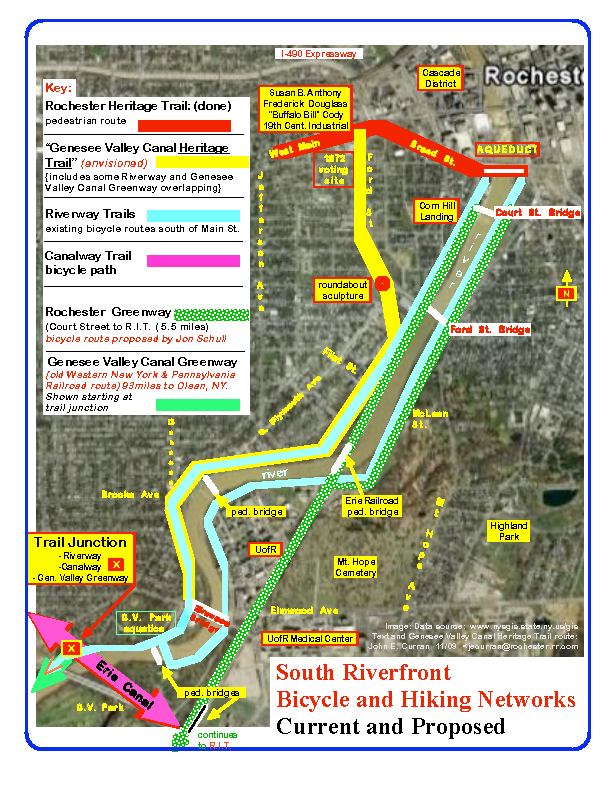 I-490 Expressway
Cascade
District
Rochester
Key:
Rochester Heritage Trail: (done)
pedestrian route
"Genesee Valley Canal Heritage
Trail" (envisioned)
{includes some Riverway and Genesee
Valley Canal Greenway overlapping}
Riverway Trails
existing bicycle routes south of Main St.
Canalway Trail
bicycle path
Rochester Greenway
(Court Street to R.I.T. ( 5.5 miles)
bicycle route proposed by Jon Schull
Genesee Valley Canal Greenway
(old Western New York & Pennsylvania
Railroad route) 93miles to Olean, NY.
Shown starting at
trail junction
Susan B. Anthony
Frederick Douglass
"Buffalo Bill" Cody
19th Cent. Industrial
West Main
Broad St.
AQUEDUCT
1872
voting
site
Ford St
Jefferson Ave
Corn Hill
Landing
Court St. Bridge
river
roundabout
sculpture
N
Ford St. Bridge
Flint St.
S Plymouth Ave
McLean
St.
Genesee
river
Brooks Ave
ped. bridge
Erie Railroad
ped. bridge
Mt Hope Ave
Highland
Park
Trail Junction
- Riverway
-Canalway
- Gen. Valley Greenway
X
UofR
Mt. Hope
Cemetery
Elmwood Ave
Elmwood
Bridge
G.V. Park
aquatics
UofR Medical Center
Image: Data source: www.nysgis.state.ny.us/gis
Text and Genesee Valley Canal Heritage Trail route:
John E. Curran 11/09 <jecurran@rochester.rr.com
X
Erie Canal
ped. bridges
G.V. Park
continues
to R.I.T.
South Riverfront
Bicycle and Hiking Networks
Current and Proposed